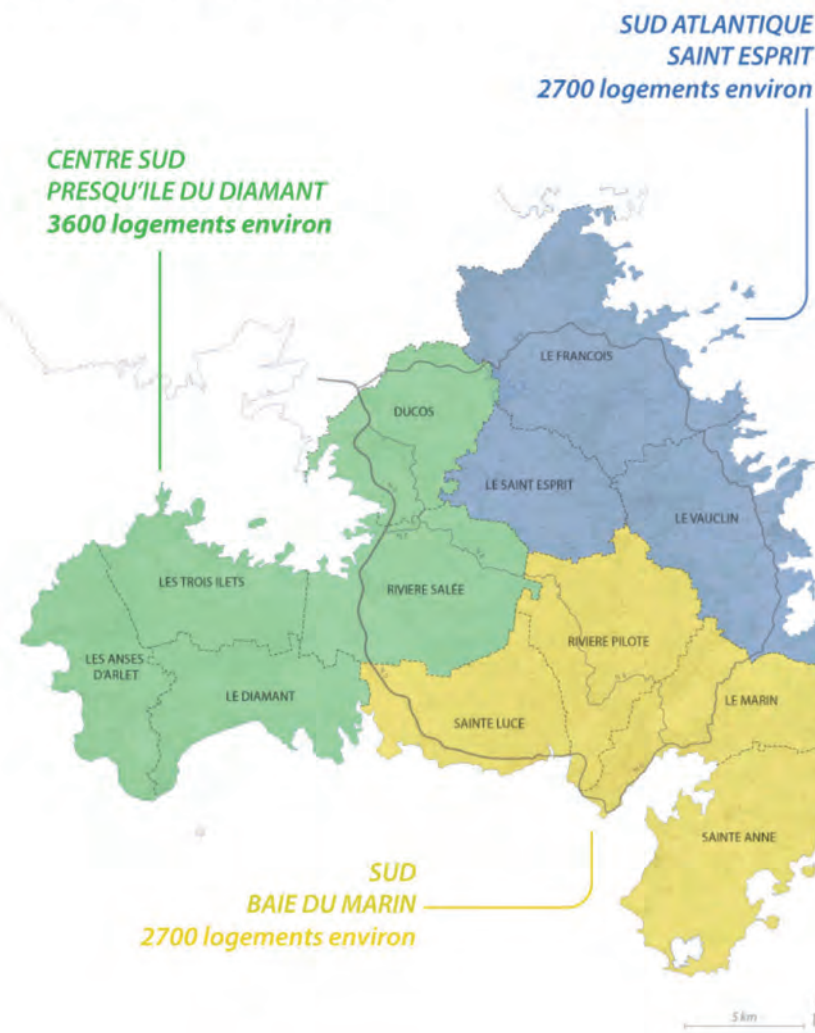 SUD ATLANTIQUE
SAINT ESPRIT
2700 logements environ
CENTRE SUD
PRESQU'ILE DU DIAMANT
3600 logements environ
LE FRANCOIS
DUCOS
LE SAINT ESPRIT
LE VAUCLIN
LES TROIS ILETS
RIVIERE SALÉE
RIVIERE PILOTE
LES ANSES
D'ARLET
LE DIAMANT
LE MARIN
SAINTE LUCE
SAINTE ANNE
SUD
BAIE DU MARIN
2700 logements environ
5 km